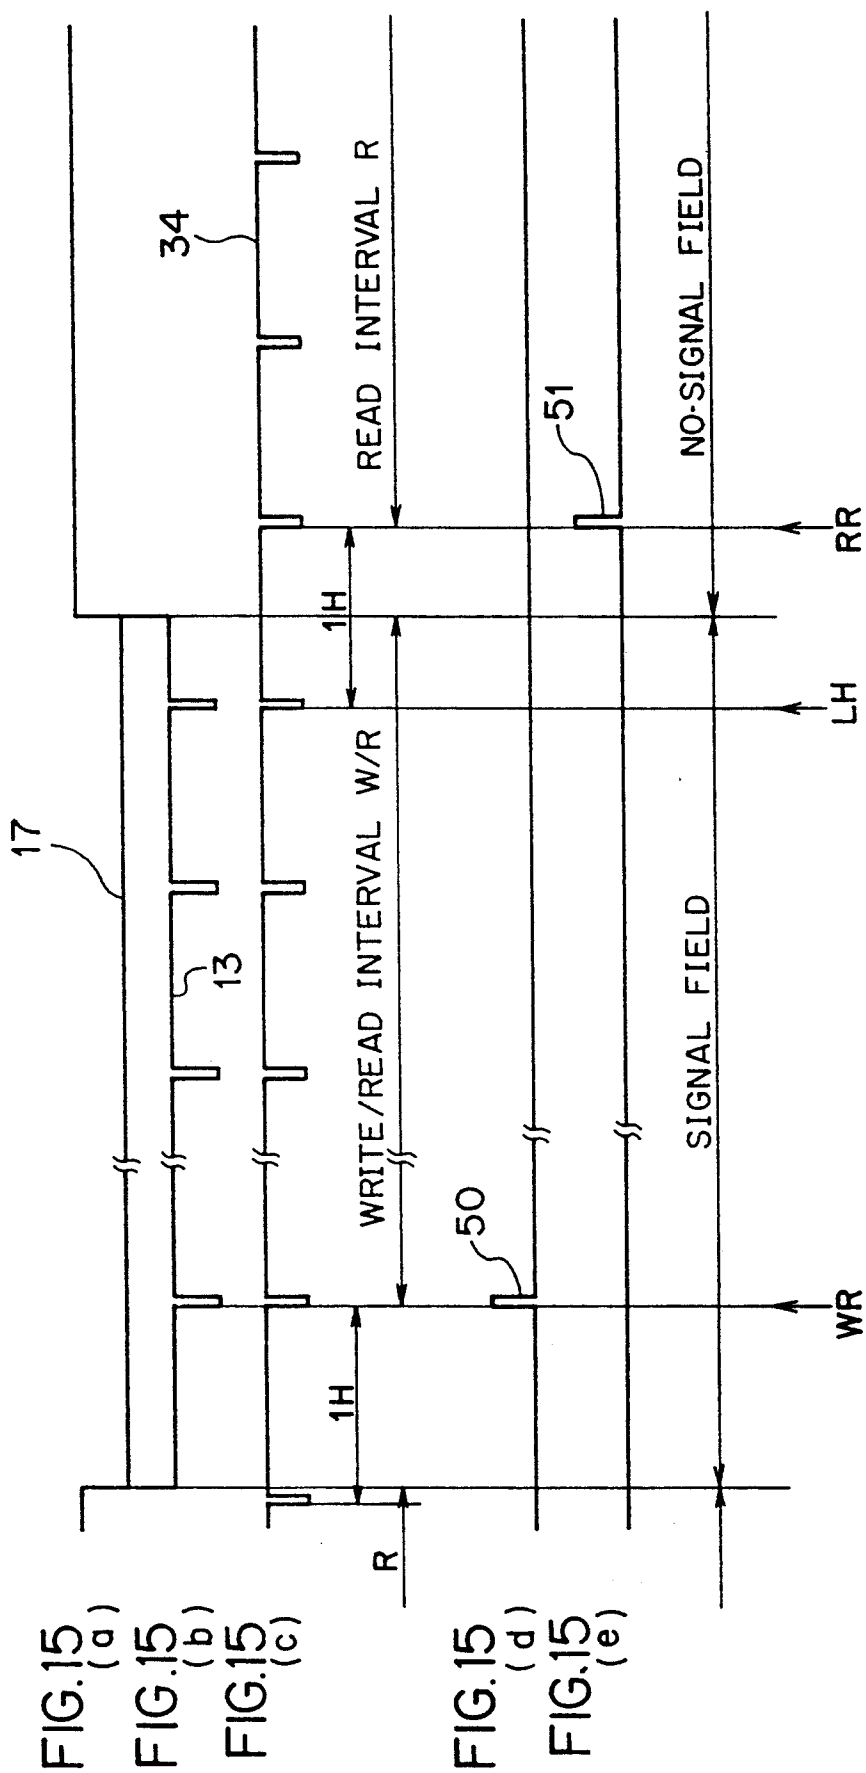 FIG.15
(a)
17
FIG.15
(b)
13
FIG.15
(c)
34
1H
1H
R
WRITE/READ INTERVAL W/R
READ INTERVAL R
FIG.15
(d)
50
FIG.15
(e)
51
SIGNAL FIELD
NO-SIGNAL FIELD
WR
LH
RR